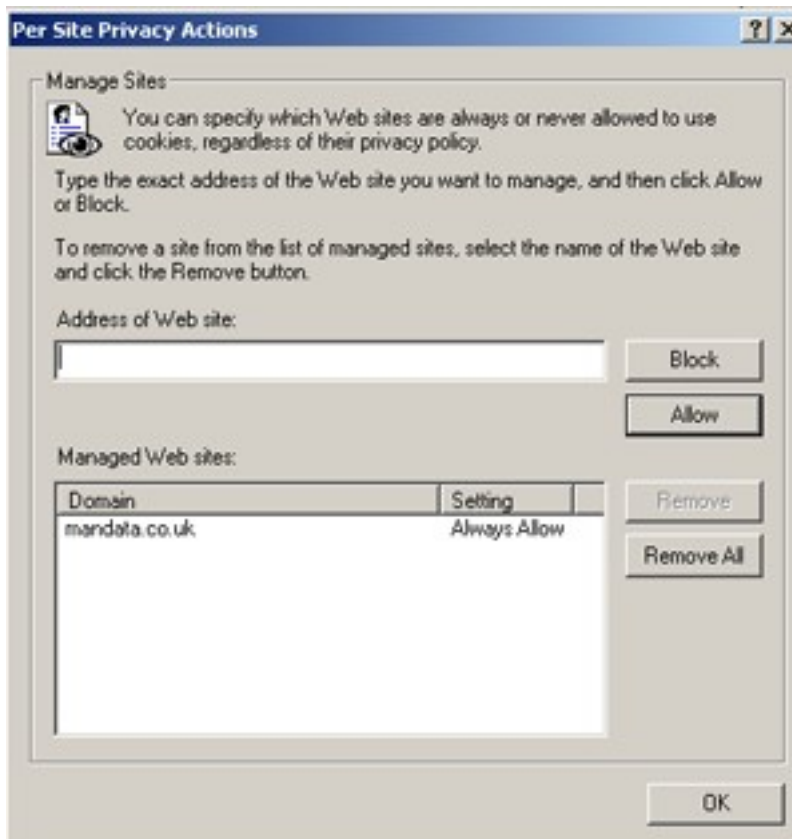 Per Site Privacy Actions
Manage Sites
You can specify which Web sites are always or never allowed to use
cookies, regardless of their privacy policy.
Type the exact address of the Web site you want to manage, and then click Allow
or Block.
To remove a site from the list of managed sites, select the name of the Web site
and click the Remove button.
Address of Web site:
Block
Allow
Managed Web sites:
Domain Setting
Remove
mandata.co.uk Always Allow
Remove All
OK